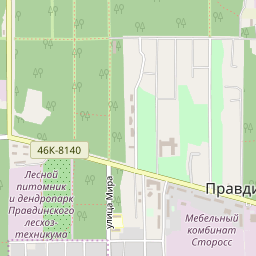 46К-8140
Лесной
питомник
и дендропарк
Правдинского
лесхоз-
техникума
улица Мира
Правди
Мебельный
комбинат
Сторосс